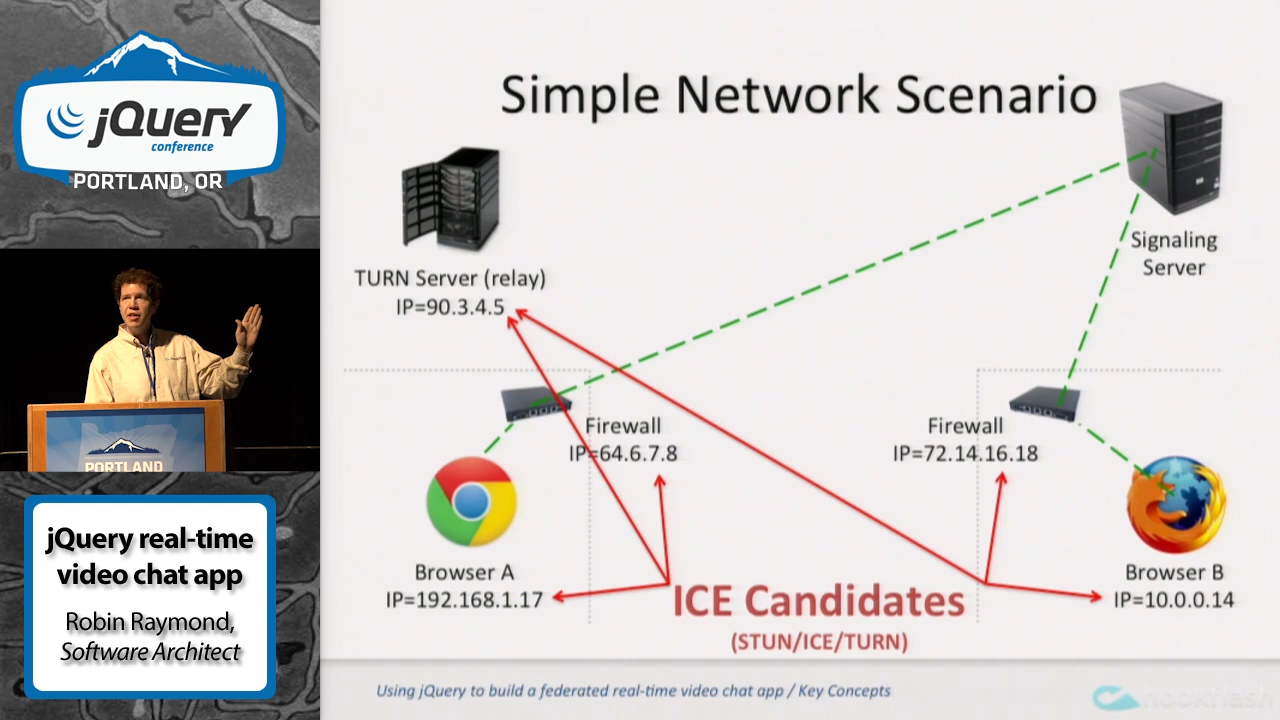 jQuery
conference
PORTLAND, OR
PORTLAND
jQuery real-time
video chat app
Robin Raymond,
Software Architect
Simple Network Scenario
Signaling
Server
TURN Server (relay)
IP=90.3.4.5
Firewall
IP=64.6.7.8
Firewall
IP=72.14.16.18
Browser A
IP=192.168.1.17
Browser B
IP=10.0.0.14
ICE Candidates
(STUN/ICE/TURN)
Using jQuery to build a federated real-time video chat app / Key Concepts
hookflash